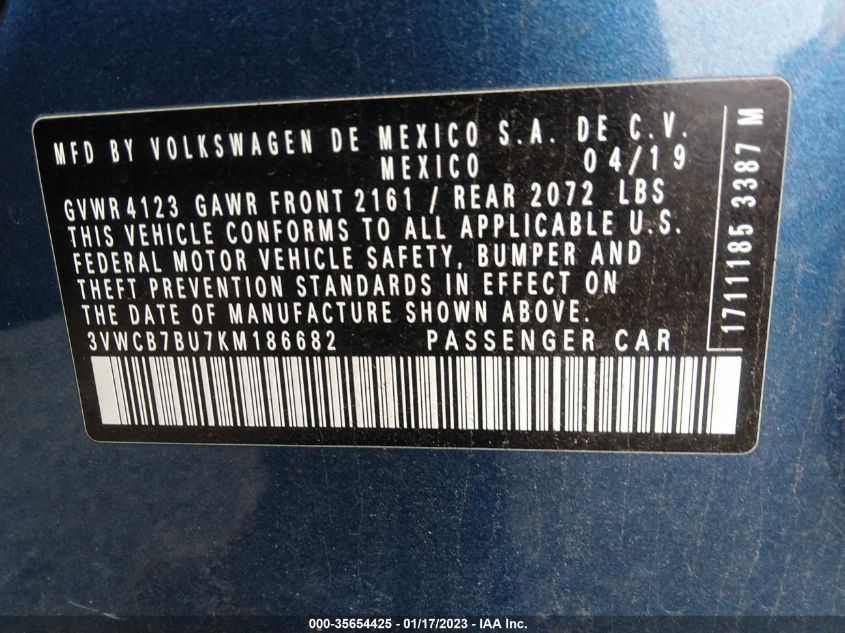 MFD BY VOLKSWAGEN DE MEXICO S.A. DE C.V.
MEXICO 04/19
GVWR 4123 GAWR FRONT 2161 / REAR 2072 LBS
THIS VEHICLE CONFORMS TO ALL APPLICABLE U.S.
FEDERAL MOTOR VEHICLE SAFETY, BUMPER AND
THEFT PREVENTION STANDARDS IN EFFECT ON
THE DATE OF MANUFACTURE SHOWN ABOVE.
3VWCB7BU7KM186682 PASSENGER CAR
1711185 3387 M
000-35654425 - 01/17/2023 - IAA Inc.